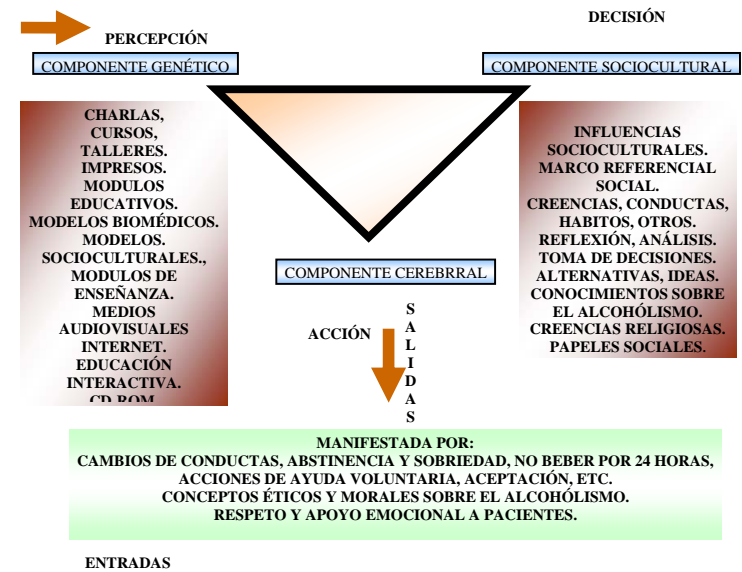 DECISIÓN
PERCEPCIÓN
COMPONENTE GENÉTICO
COMPONENTE SOCIOCULTURAL
CHARLAS,
CURSOS,
TALLERES.
IMPRESOS.
MODULOS
EDUCATIVOS.
MODELOS BIOMÉDICOS.
MODELOS.
SOCIOCULTURALES.,
MODULOS DE
ENSEÑANZA.
MEDIOS
AUDIOVISUALES
INTERNET.
EDUCACIÓN
INTERACTIVA.
CD ROM
INFLUENCIAS
SOCIOCULTURALES.
MARCO REFERENCIAL
SOCIAL.
CREENCIAS, CONDUCTAS,
HABITOS, OTROS.
REFLEXIÓN, ANÁLISIS.
TOMA DE DECISIONES.
ALTERNATIVAS, IDEAS.
CONOCIMIENTOS SOBRE
EL ALCOHÓLISMO.
CREENCIAS RELIGIOSAS.
PAPELES SOCIALES.
COMPONENTE CEREBRRAL
ACCIÓN
S
A
L
I
D
A
S
MANIFESTADA POR:
CAMBIOS DE CONDUCTAS, ABSTINENCIA Y SOBRIEDAD, NO BEBER POR 24 HORAS,
ACCIONES DE AYUDA VOLUNTARIA, ACEPTACIÓN, ETC.
CONCEPTOS ÉTICOS Y MORALES SOBRE EL ALCOHÓLISMO.
RESPETO Y APOYO EMOCIONAL A PACIENTES.
ENTRADAS